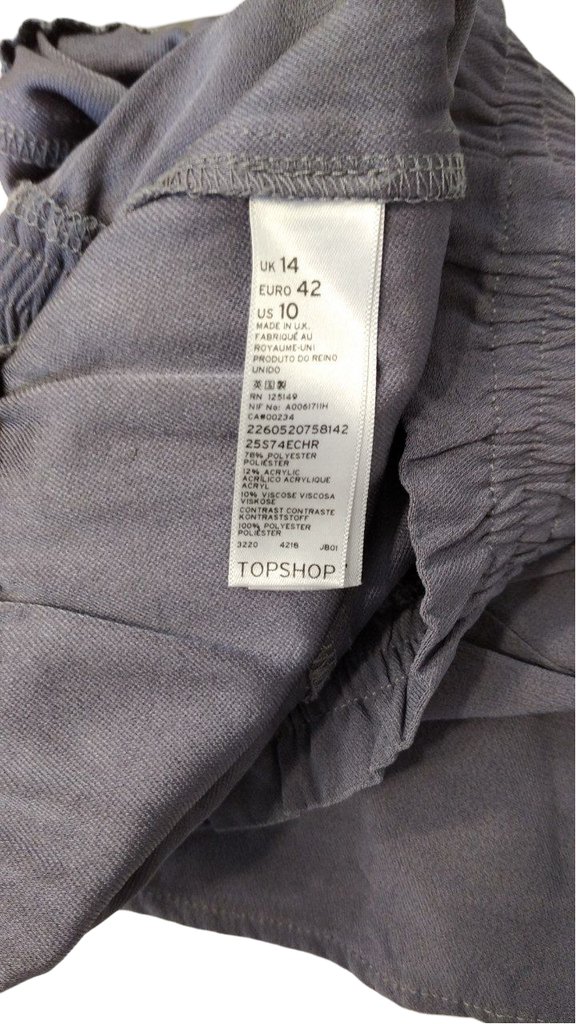 UK 14
EURO 42
US 10
MADE IN U.K.
FABRIQUÉ AU
ROYAUME-UNI
PRODUTO DO REINO
UNIDO
英国製
RN 125149
NIF No: A0061711H
CA#00234
2260520758142
25S74ECHR
78% POLYESTER
POLIÉSTER
12% ACRYLIC
ACRÍLICO ACRYLIQUE
ACRYL
10% VISCOSE VISCOSA
VISKOSE
CONTRAST CONTRASTE
KONTRASTSTOFF
100% POLYESTER
POLIÉSTER
3220 4218 JB01
TOPSHOP